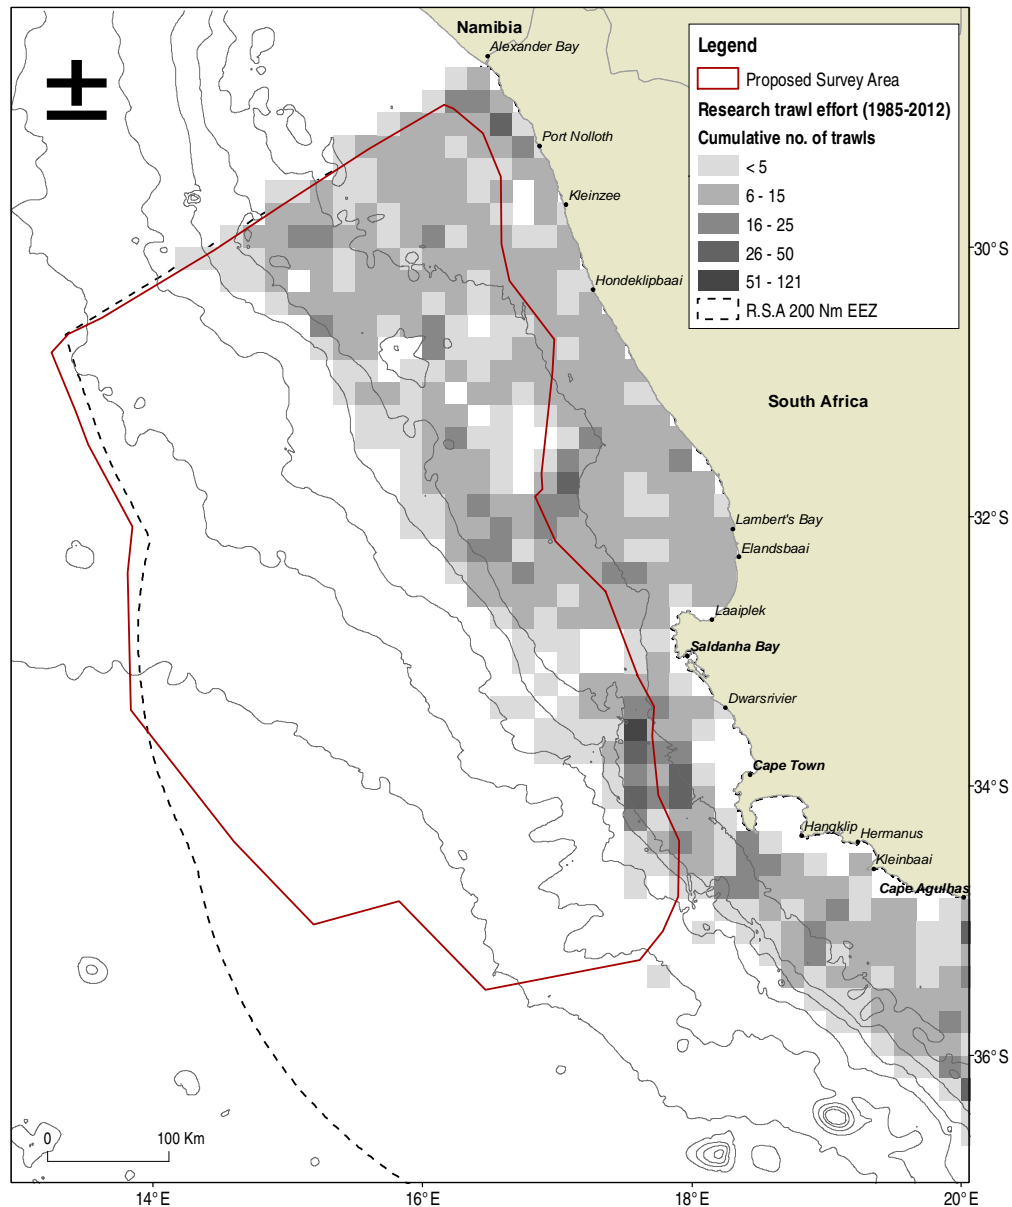 Namibia
Alexander Bay
Port Nolloth
Kleinzee
Hondeklipbaai
South Africa
Lambert's Bay
Elandsbaai
Laaiplek
Saldanha Bay
Dwarsrivier
Cape Town
Hangklip
Hermanus
Kleinbaai
Cape Agulhas
Legend
Proposed Survey Area
Research trawl effort (1985-2012)
Cumulative no. of trawls
< 5
6 - 15
16 - 25
26 - 50
51 - 121
R.S.A 200 Nm EEZ
30°S
32°S
34°S
36°S
0 100 Km
14°E 16°E 18°E 20°E